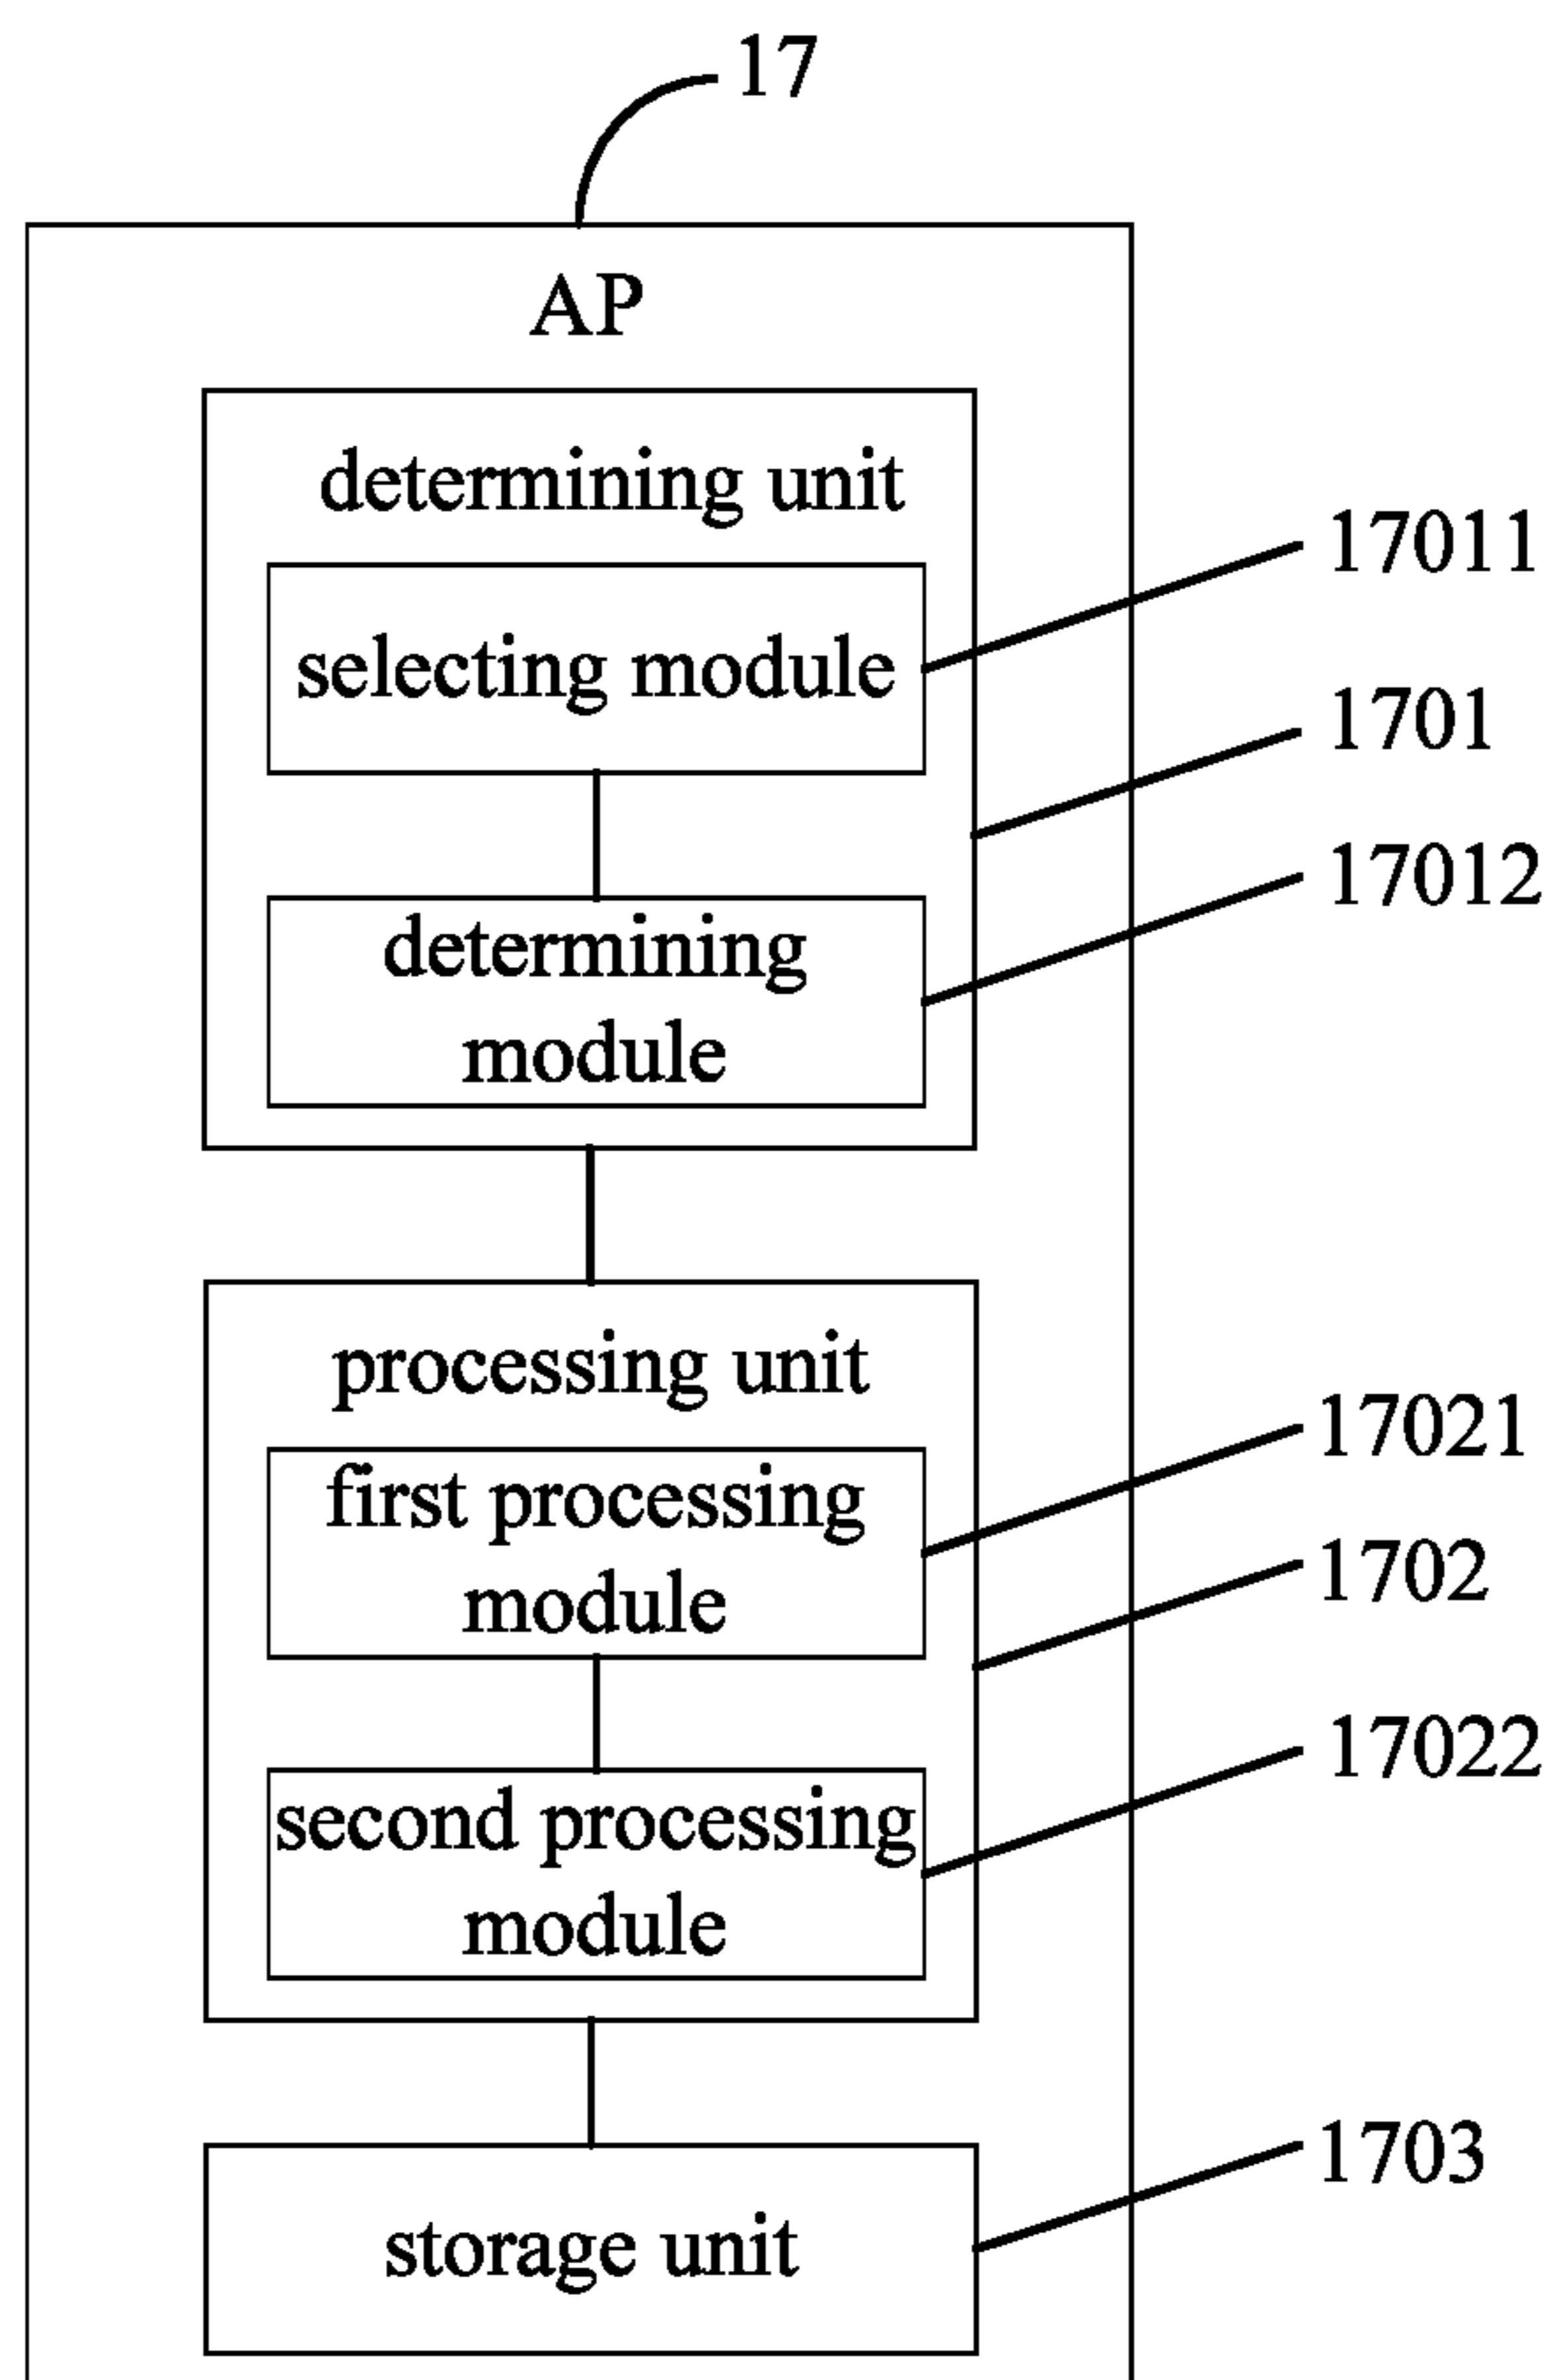 17
AP
determining unit
17011
selecting module
1701
17012
determining
module
processing unit
17021
first processing
module
1702
17022
second processing
module
1703
storage unit